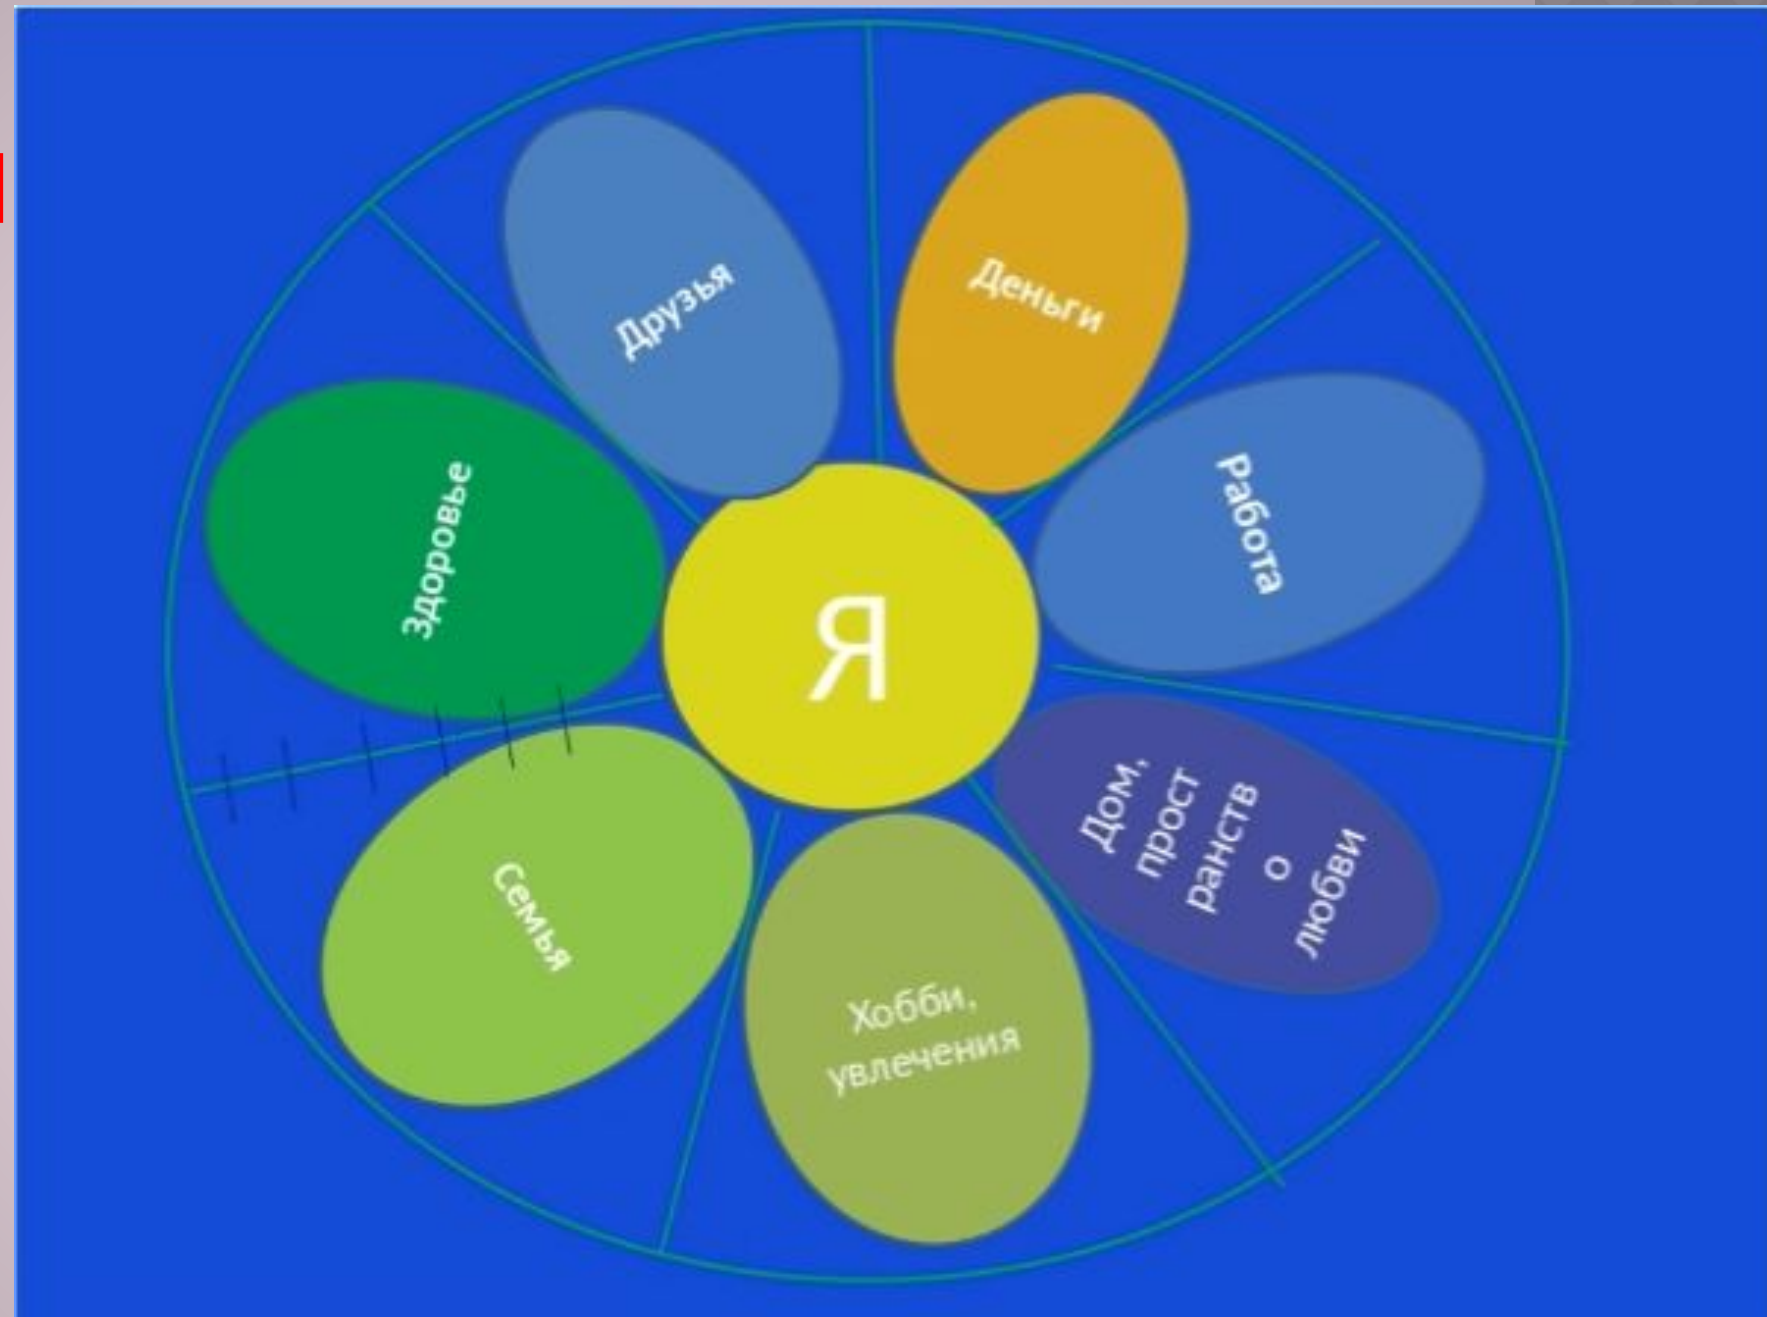 Друзья
Деньги
Здоровье
Работа
Я
Дом,
прост
ранств
о
любви
Семья
Хобби,
увлечения